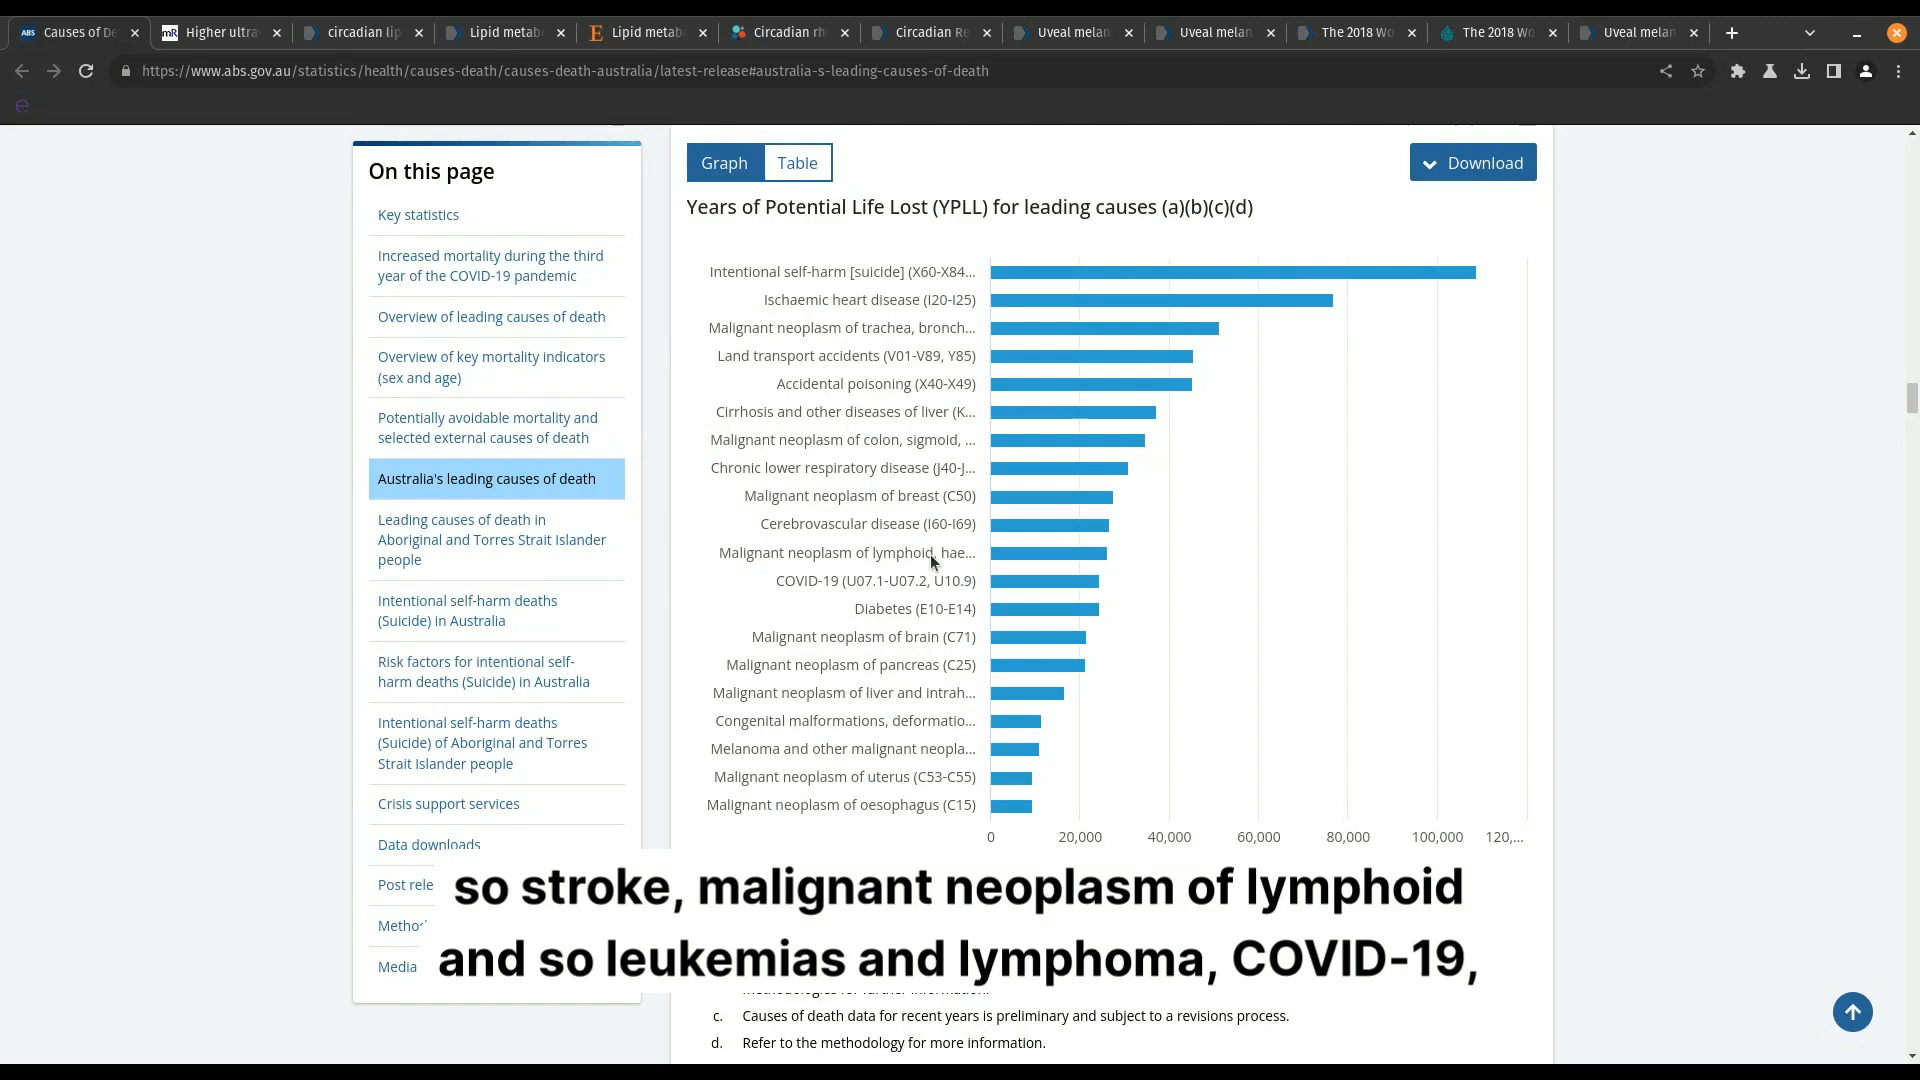 ABS Causes of De
mR Higher ultra
circadian lip
Lipid metab
E Lipid metab
Circadian rh
Circadian Re
Uveal melan
Uveal melan
The 2018 Wo
The 2018 Wo
Uveal melan
https://www.abs.gov.au/statistics/health/causes-death/causes-death-australia/latest-release#australia-s-leading-causes-of-death
e
On this page
Key statistics
Increased mortality during the third
year of the COVID-19 pandemic
Overview of leading causes of death
Overview of key mortality indicators
(sex and age)
Potentially avoidable mortality and
selected external causes of death
Australia's leading causes of death
Leading causes of death in
Aboriginal and Torres Strait Islander
people
Intentional self-harm deaths
(Suicide) in Australia
Risk factors for intentional self-
harm deaths (Suicide) in Australia
Intentional self-harm deaths
(Suicide) of Aboriginal and Torres
Strait Islander people
Crisis support services
Data downloads
Post rele
Metho
Media
Graph
Table
Download
Years of Potential Life Lost (YPLL) for leading causes (a)(b)(c)(d)
Intentional self-harm [suicide] (X60-X84...
Ischaemic heart disease (I20-I25)
Malignant neoplasm of trachea, bronch...
Land transport accidents (V01-V89, Y85)
Accidental poisoning (X40-X49)
Cirrhosis and other diseases of liver (K...
Malignant neoplasm of colon, sigmoid, ...
Chronic lower respiratory disease (J40-J...
Malignant neoplasm of breast (C50)
Cerebrovascular disease (I60-I69)
Malignant neoplasm of lymphoid, hae...
COVID-19 (U07.1-U07.2, U10.9)
Diabetes (E10-E14)
Malignant neoplasm of brain (C71)
Malignant neoplasm of pancreas (C25)
Malignant neoplasm of liver and intrah...
Congenital malformations, deformatio...
Melanoma and other malignant neopla...
Malignant neoplasm of uterus (C53-C55)
Malignant neoplasm of oesophagus (C15)
0 20,000 40,000 60,000 80,000 100,000 120,...
so stroke, malignant neoplasm of lymphoid
and so leukemias and lymphoma, COVID-19,
c. Causes of death data for recent years is preliminary and subject to a revisions process.
d. Refer to the methodology for more information.